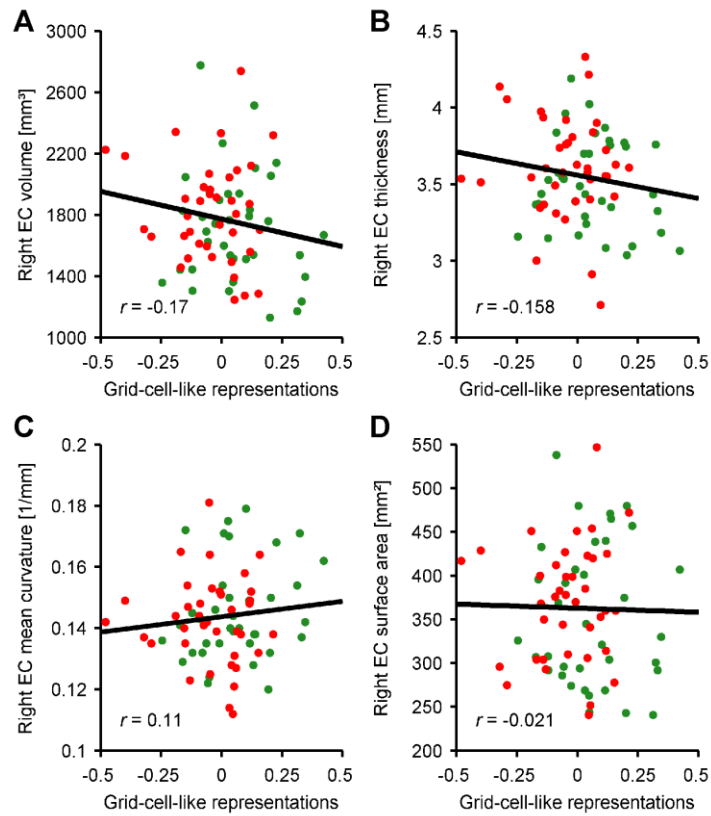 A
Right EC volume [mm³]
3000
2600
2200
1800
1400
1000
r = -0.17
-0.5 -0.25 0 0.25 0.5
Grid-cell-like representations
B
Right EC thickness [mm]
4.5
4
3.5
3
2.5
r = -0.158
-0.5 -0.25 0 0.25 0.5
Grid-cell-like representations
C
Right EC mean curvature [1/mm]
0.2
0.18
0.16
0.14
0.12
0.1
r = 0.11
-0.5 -0.25 0 0.25 0.5
Grid-cell-like representations
D
Right EC surface area [mm²]
550
500
450
400
350
300
250
200
r = -0.021
-0.5 -0.25 0 0.25 0.5
Grid-cell-like representations